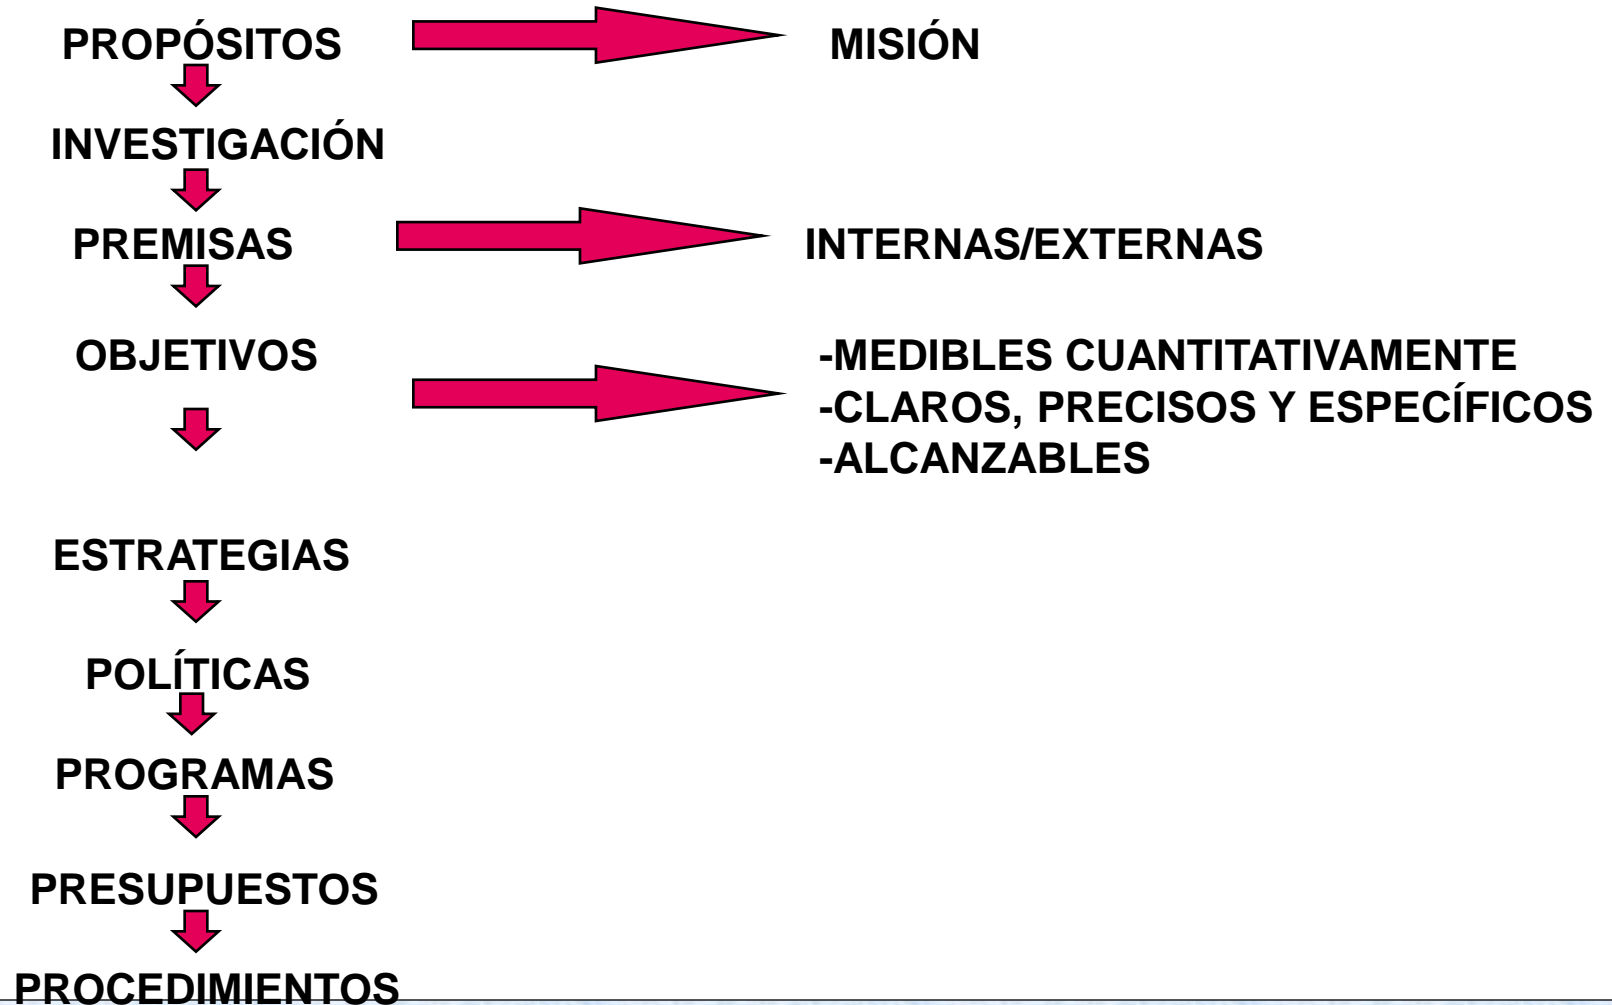 PROPÓSITOS
MISIÓN
INVESTIGACIÓN
PREMISAS
INTERNAS/EXTERNAS
OBJETIVOS
-MEDIBLES CUANTITATIVAMENTE
-CLAROS, PRECISOS Y ESPECÍFICOS
-ALCANZABLES
ESTRATEGIAS
POLÍTICAS
PROGRAMAS
PRESUPUESTOS
PROCEDIMIENTOS